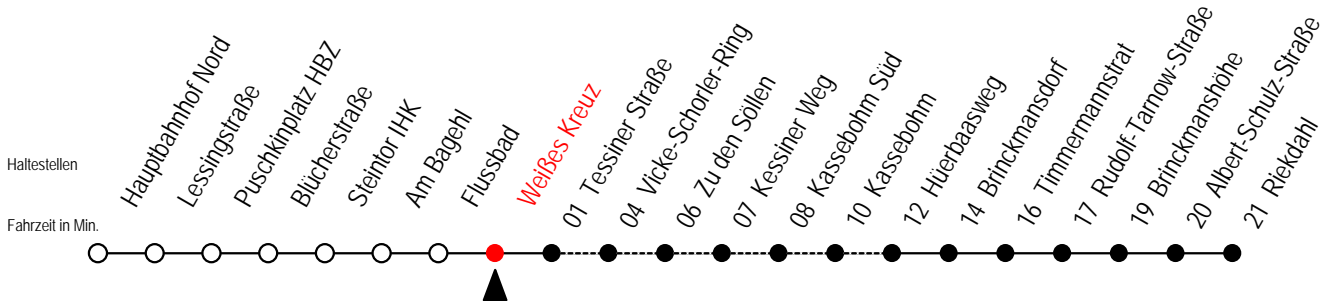 Haltestellen
Fahrzeit in Min.
Hauptbahnhof Nord
Lessingstraße
Puschkinplatz HBZ
Blücherstraße
Steintor IHK
Am Bagehl
Flussbad
Weißes Kreuz
01 Tessiner Straße
04 Vicke-Schorler-Ring
06 Zu den Söllen
07 Kessiner Weg
08 Kassebohm Süd
10 Kassebohm
12 Hüerbaasweg
14 Brinckmansdorf
16 Timmermannstrat
17 Rudolf-Tarnow-Straße
19 Brinckmanshöhe
20 Albert-Schulz-Straße
21 Riekdahl